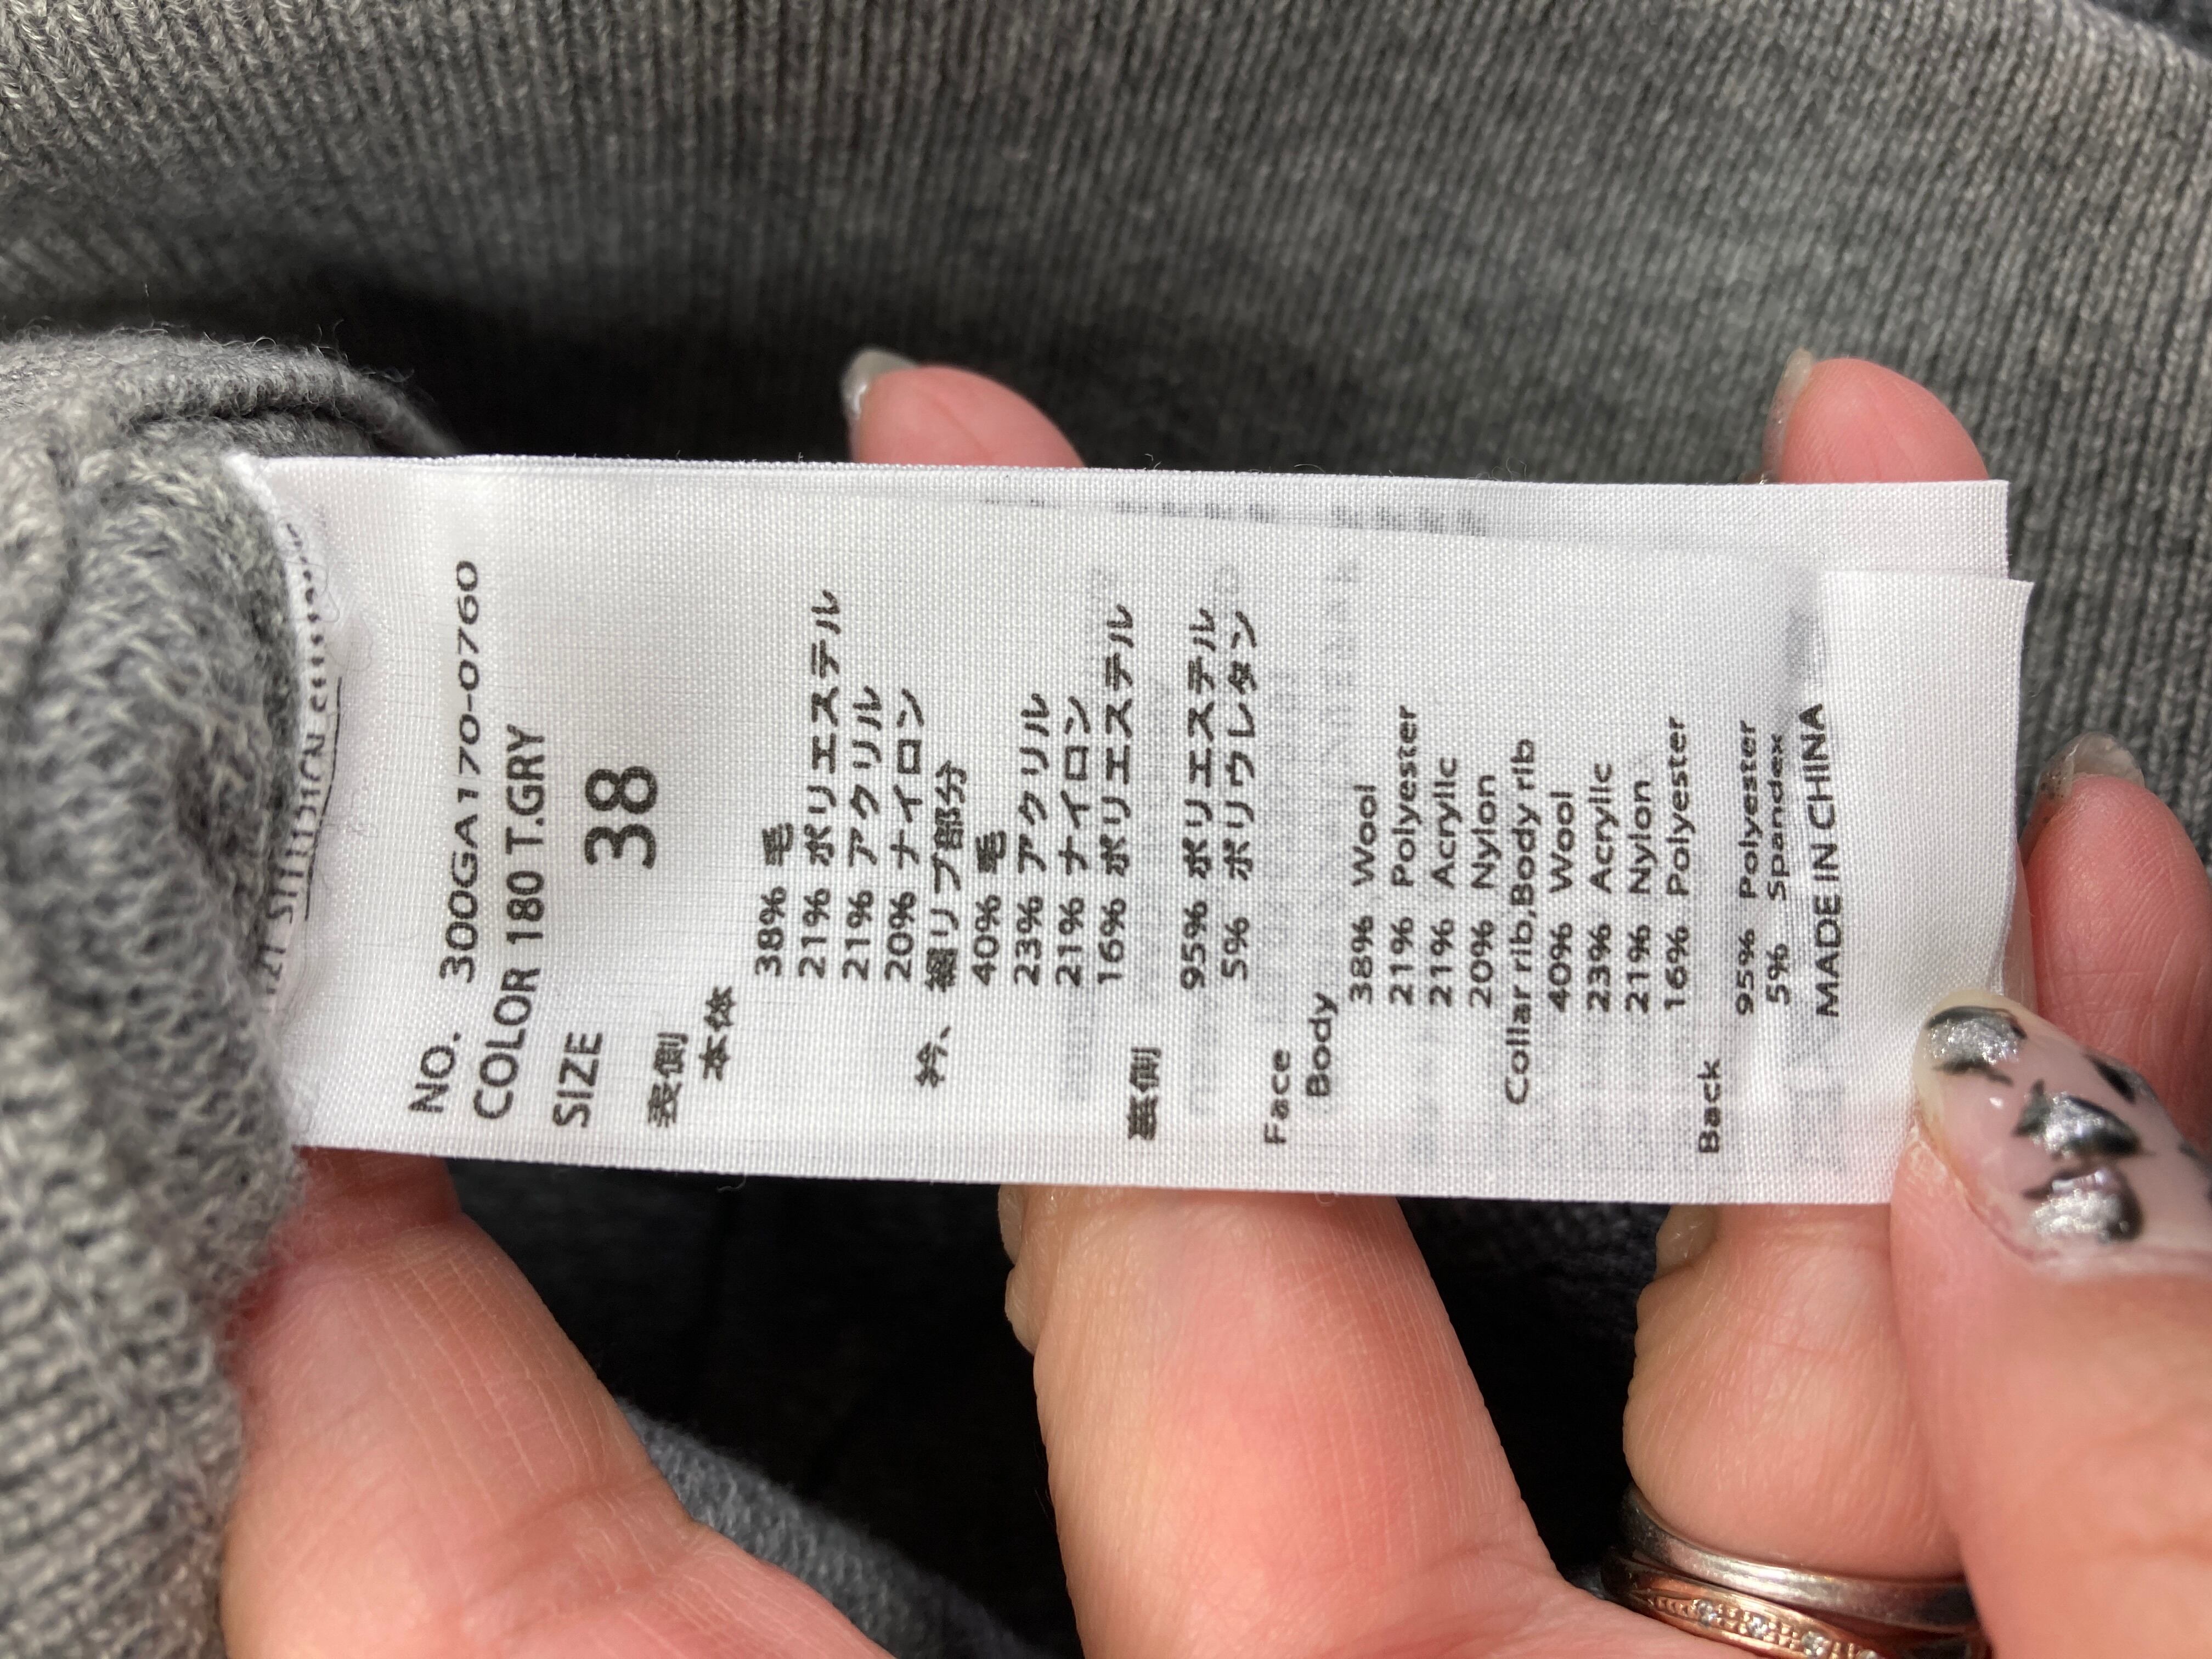 NO. 300GA170-0760
COLOR 180 T.GRY
SIZE 38
表側
本体
38% 毛
21% ポリエステル
21% アクリル
20% ナイロン
衿、裾リブ部分
40% 毛
23% アクリル
21% ナイロン
16% ポリエステル
裏側
95% ポリエステル
5% ポリウレタン
Face
Body
38% Wool
21% Polyester
21% Acrylic
20% Nylon
Collar rib,Body rib
40% Wool
23% Acrylic
21% Nylon
16% Polyester
Back
95% Polyester
5% Spandex
MADE IN CHINA